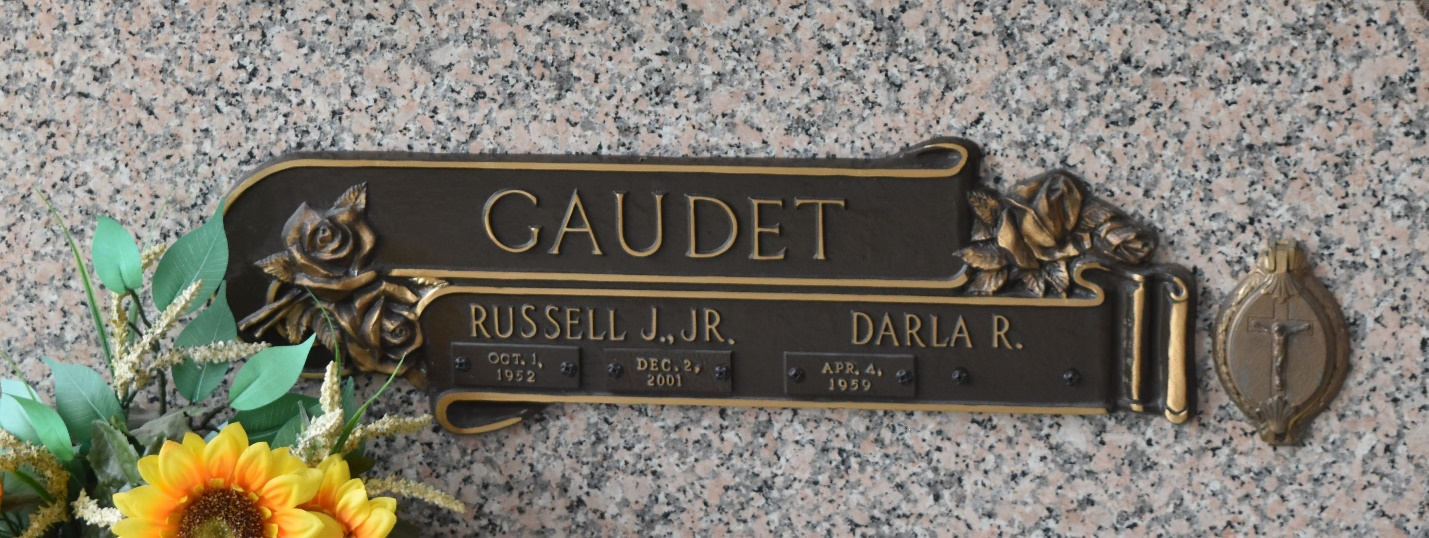 GAUDET
RUSSELL J., JR. DARLA R.
OCT. 1, DEC. 2, APR. 4,
1952 2001 1959